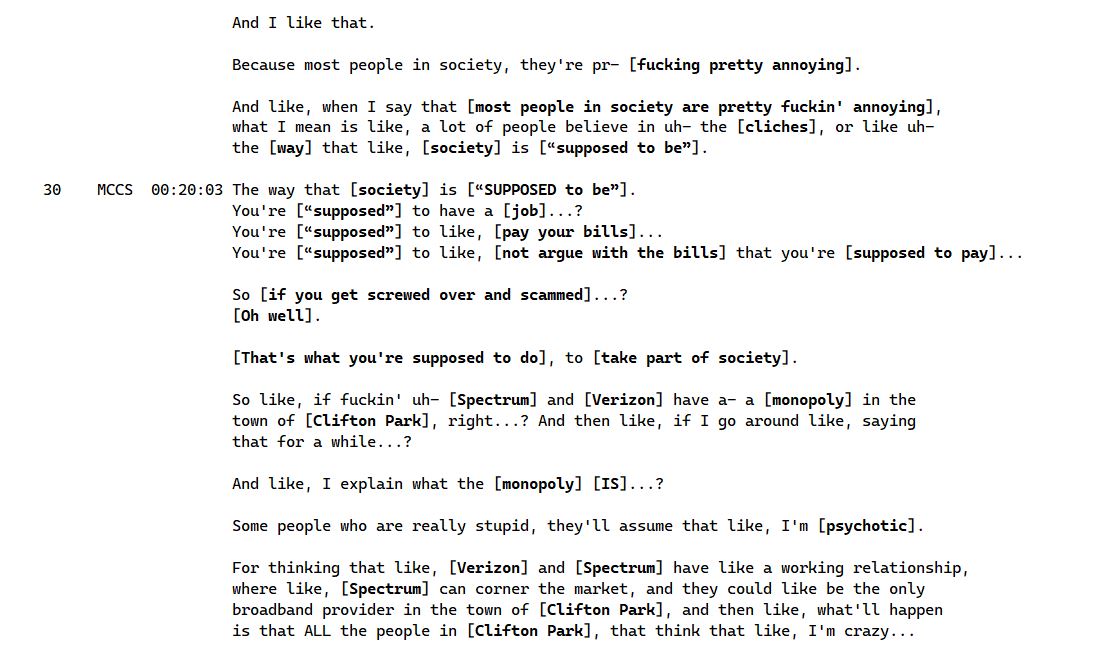 And I like that.
Because most people in society, they're pr– [fucking pretty annoying].
And like, when I say that [most people in society are pretty fuckin' annoying],
what I mean is like, a lot of people believe in uh– the [cliches], or like uh–
the [way] that like, [society] is [“supposed to be”].
30 MCCS 00:20:03 The way that [society] is [“SUPPOSED to be”].
You're [“supposed”] to have a [job]...?
You're [“supposed”] to like, [pay your bills]...
You're [“supposed”] to like, [not argue with the bills] that you're [supposed to pay]...
So [if you get screwed over and scammed]...?
[Oh well].
[That's what you're supposed to do], to [take part of society].
So like, if fuckin' uh– [Spectrum] and [Verizon] have a– a [monopoly] in the
town of [Clifton Park], right...? And then like, if I go around like, saying
that for a while...?
And like, I explain what the [monopoly] [IS]...?
Some people who are really stupid, they'll assume that like, I'm [psychotic].
For thinking that like, [Verizon] and [Spectrum] have like a working relationship,
where like, [Spectrum] can corner the market, and they could like be the only
broadband provider in the town of [Clifton Park], and then like, what'll happen
is that ALL the people in [Clifton Park], that think that like, I'm crazy...